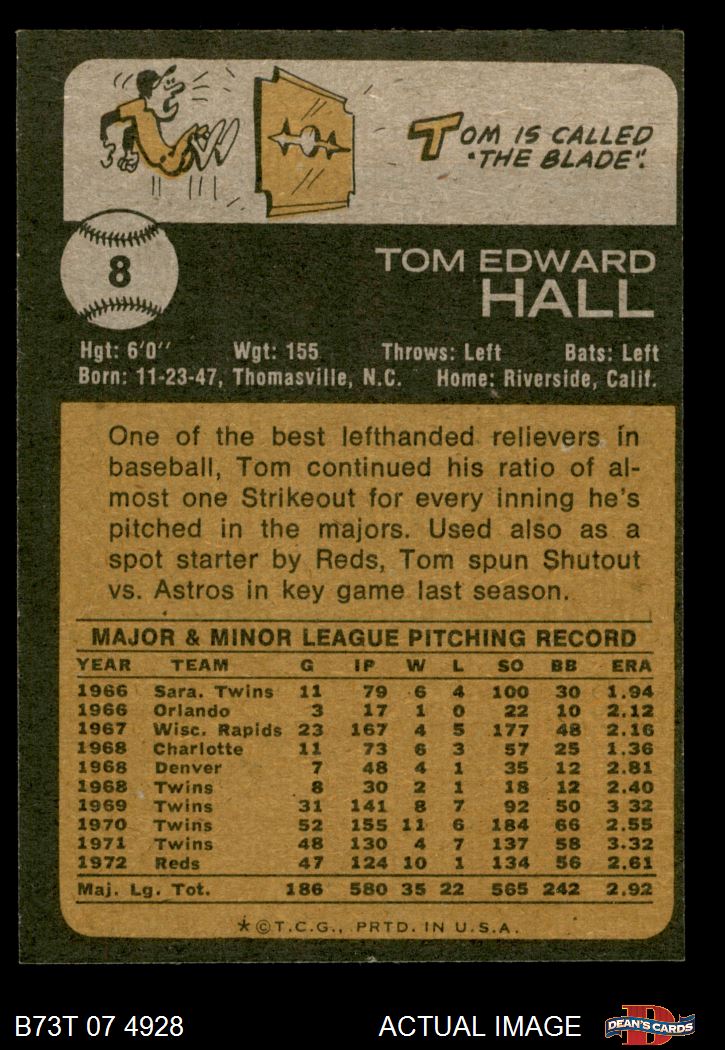 TOM IS CALLED
"THE BLADE".
8
TOM EDWARD
HALL
Hgt: 6'0" Wgt: 155 Throws: Left Bats: Left
Born: 11-23-47, Thomasville, N.C. Home: Riverside, Calif.
One of the best lefthanded relievers in
baseball, Tom continued his ratio of al-
most one Strikeout for every inning he's
pitched in the majors. Used also as a
spot starter by Reds, Tom spun Shutout
vs. Astros in key game last season.
MAJOR & MINOR LEAGUE PITCHING RECORD
YEAR TEAM G IP W L SO BB ERA
1966 Sara. Twins 11 79 6 4 100 30 1.94
1966 Orlando 3 17 1 0 22 10 2.12
1967 Wisc. Rapids 23 167 4 5 177 48 2.16
1968 Charlotte 11 73 6 3 57 25 1.36
1968 Denver 7 48 4 1 35 12 2.81
1968 Twins 8 30 2 1 18 12 2.40
1969 Twins 31 141 8 7 92 50 3.32
1970 Twins 52 155 11 6 184 66 2.55
1971 Twins 48 130 4 7 137 58 3.32
1972 Reds 47 124 10 1 134 56 2.61
Maj. Lg. Tot. 186 580 35 22 565 242 2.92
*©T.C.G., PRTD. IN U.S.A.
B73T 07 4928 ACTUAL IMAGE D
DEAN'S CARDS